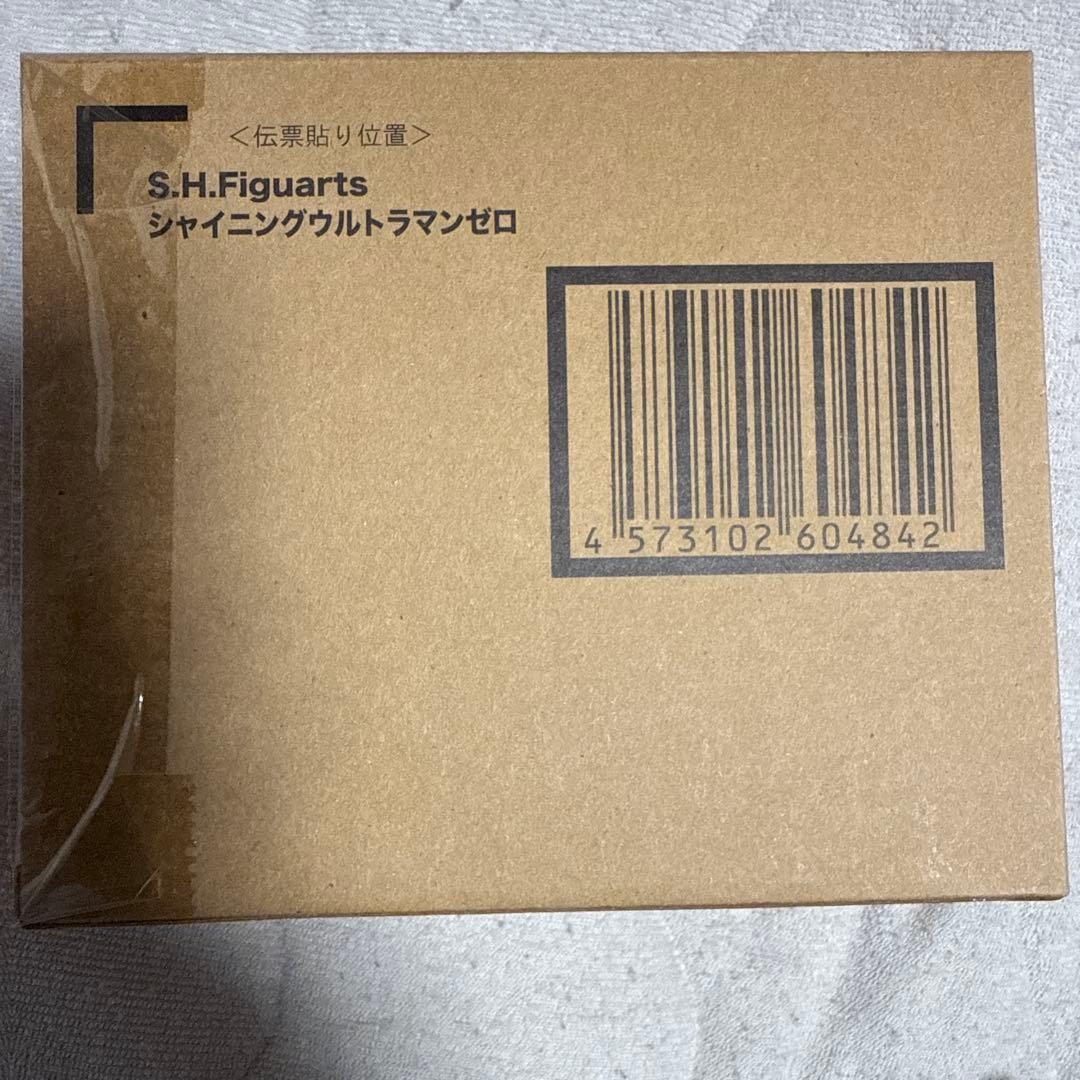 ＜伝票貼り位置＞
S.H.Figuarts
シャイニングウルトラマンゼロ
4 573102 604842